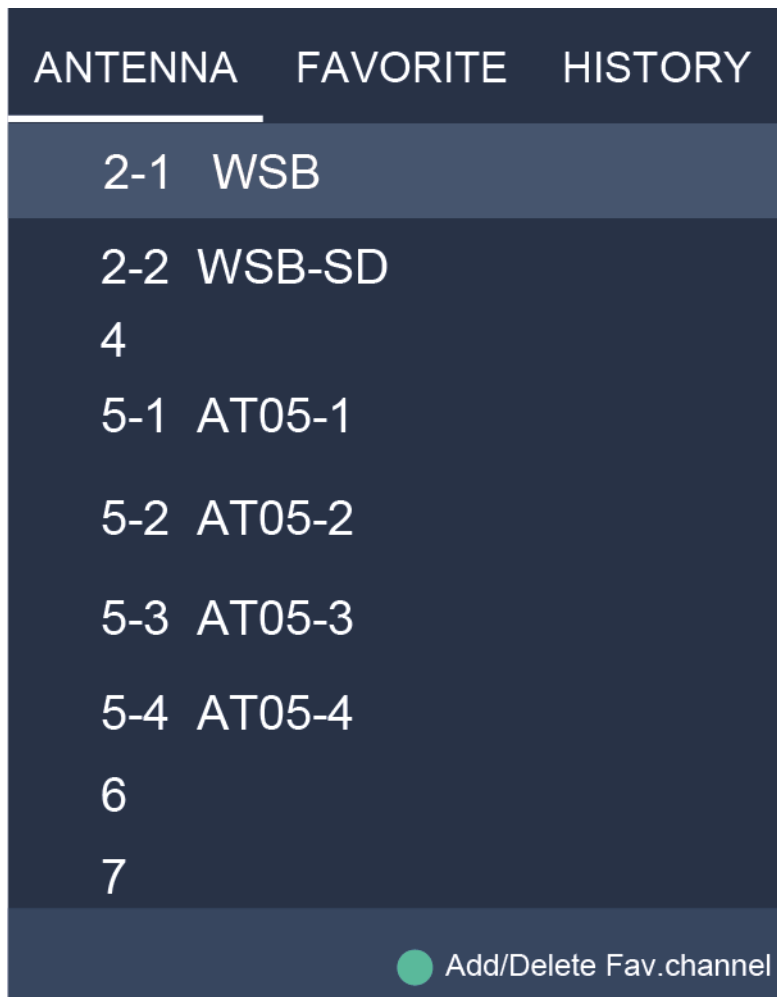 ANTENNA FAVORITE HISTORY
2-1 WSB
2-2 WSB-SD
4
5-1 AT05-1
5-2 AT05-2
5-3 AT05-3
5-4 AT05-4
6
7
Add/Delete Fav.channel